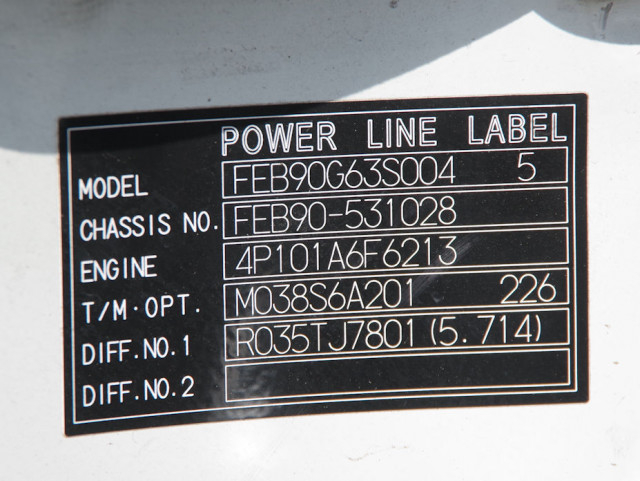 POWER LINE LABEL
MODEL FEB90G63S004 5
CHASSIS NO. FEB90-531028
ENGINE 4P101A6F6213
T/M·OPT. M038S6A201 226
DIFF.NO.1 R035TJ7801 (5.714)
DIFF.NO.2